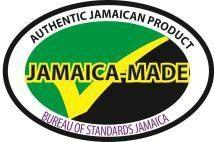 AUTHENTIC JAMAICAN PRODUCT
JAMAICA-MADE
BUREAU OF STANDARDS JAMAICA